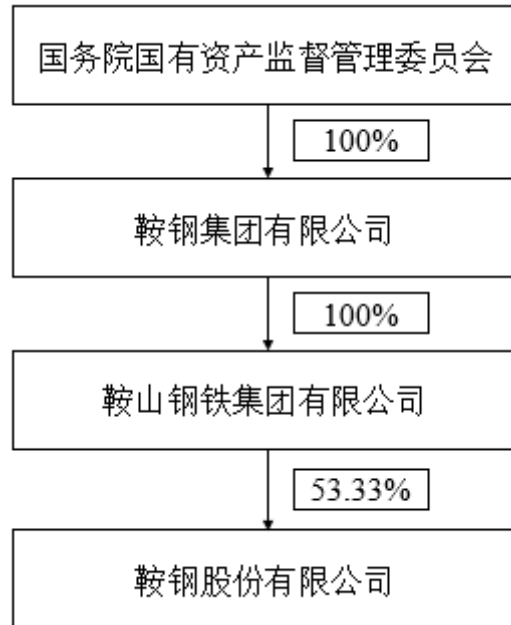 国务院国有资产监督管理委员会
100%
鞍钢集团有限公司
100%
鞍山钢铁集团有限公司
53.33%
鞍钢股份有限公司